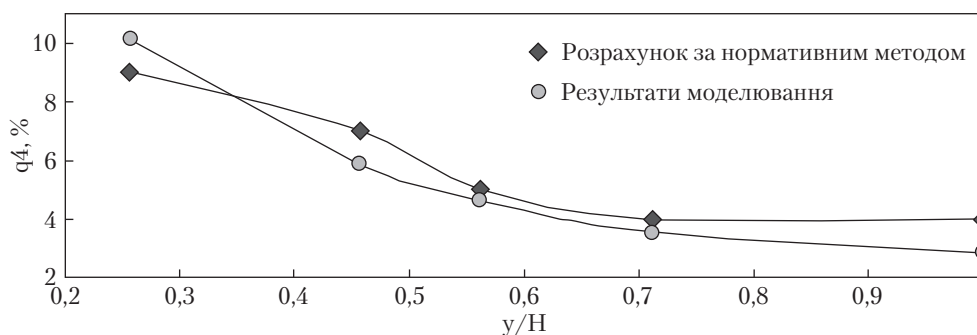 10
8
6
4
2
q4, %
Розрахунок за нормативним методом
Результати моделювання
0,2 0,3 0,4 0,5 0,6 0,7 0,8 0,9
y/H